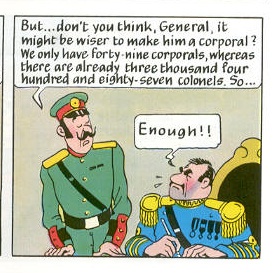 But...don't you think, General, it
might be wiser to make him a corporal?
We only have forty-nine corporals, whereas
there are already three thousand four
hundred and eighty-seven colonels. So...
Enough!!